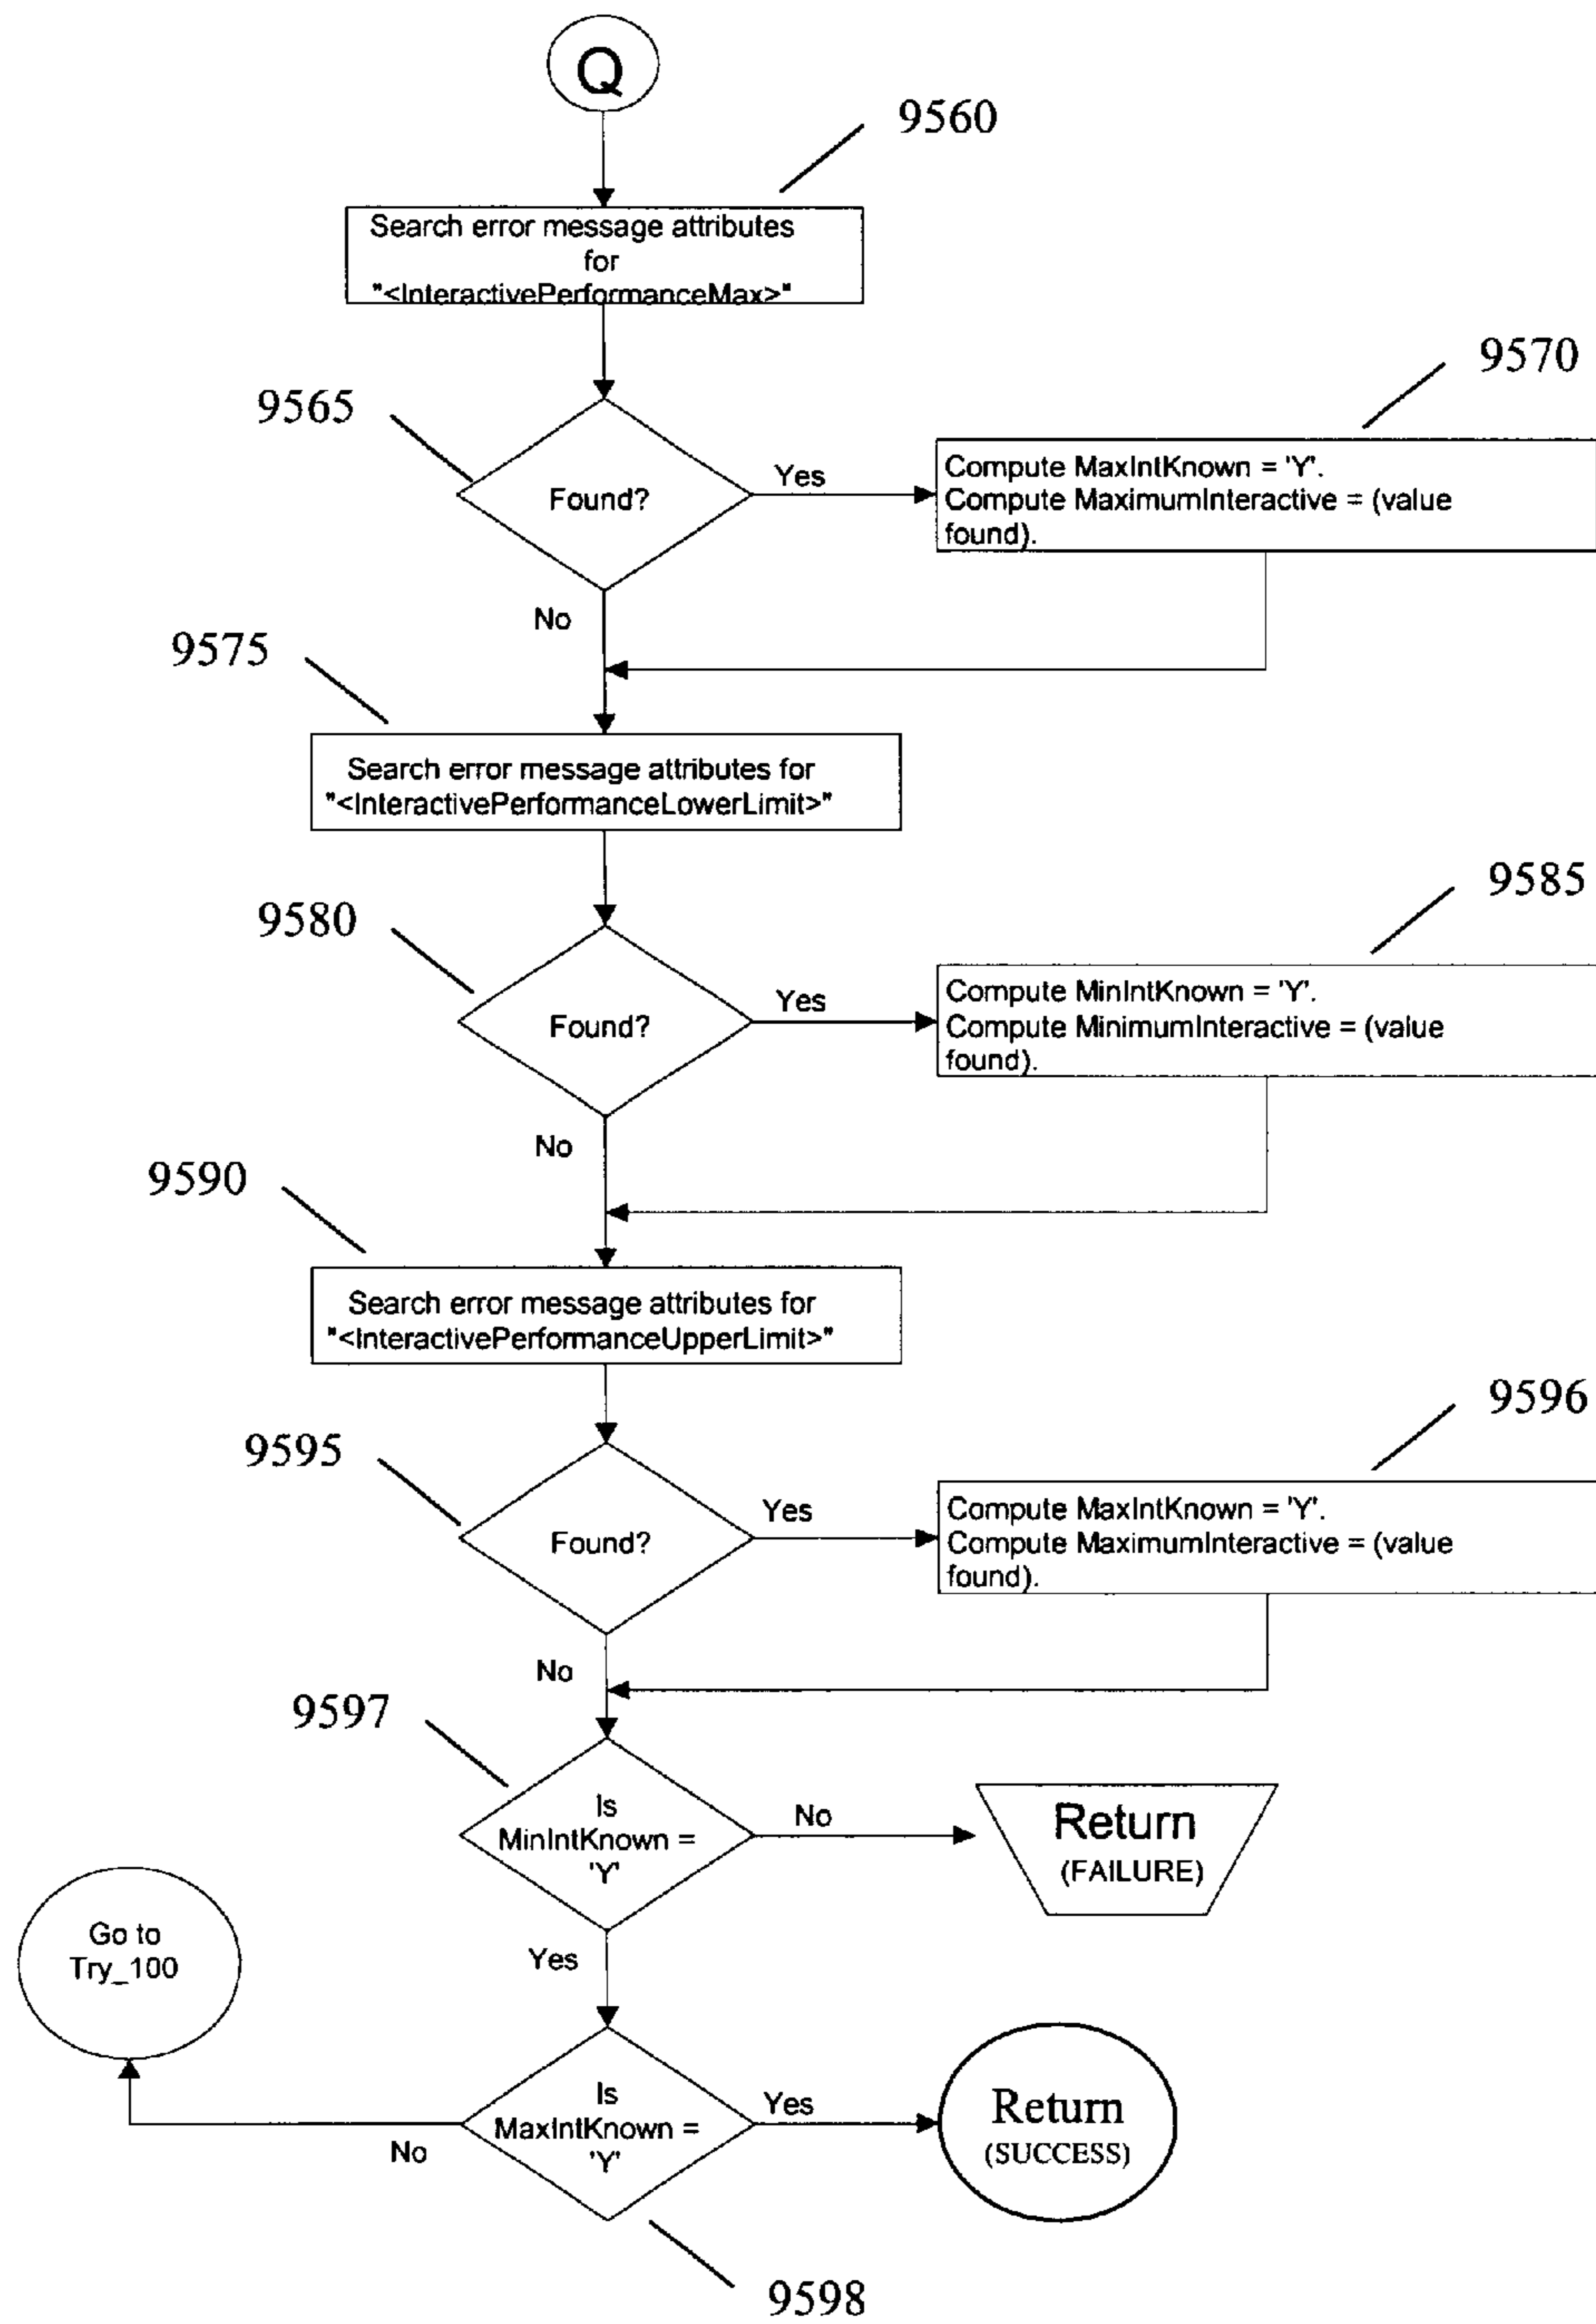 Q
9560
Search error message attributes
for
"<InteractivePerformanceMax>"
9570
9565
Found?
Yes
Compute MaxIntKnown = 'Y'.
Compute MaximumInteractive = (value
found).
No
9575
Search error message attributes for
"<InteractivePerformanceLowerLimit>"
9585
9580
Found?
Yes
Compute MinIntKnown = 'Y'.
Compute MinimumInteractive = (value
found).
No
9590
Search error message attributes for
"<InteractivePerformanceUpperLimit>"
9596
9595
Found?
Yes
Compute MaxIntKnown = 'Y'.
Compute MaximumInteractive = (value
found).
No
9597
Is
MinIntKnown =
'Y'
No
Return
(FAILURE)
Go to
Try_100
Yes
Is
MaxIntKnown =
'Y'
Yes
Return
(SUCCESS)
No
9598